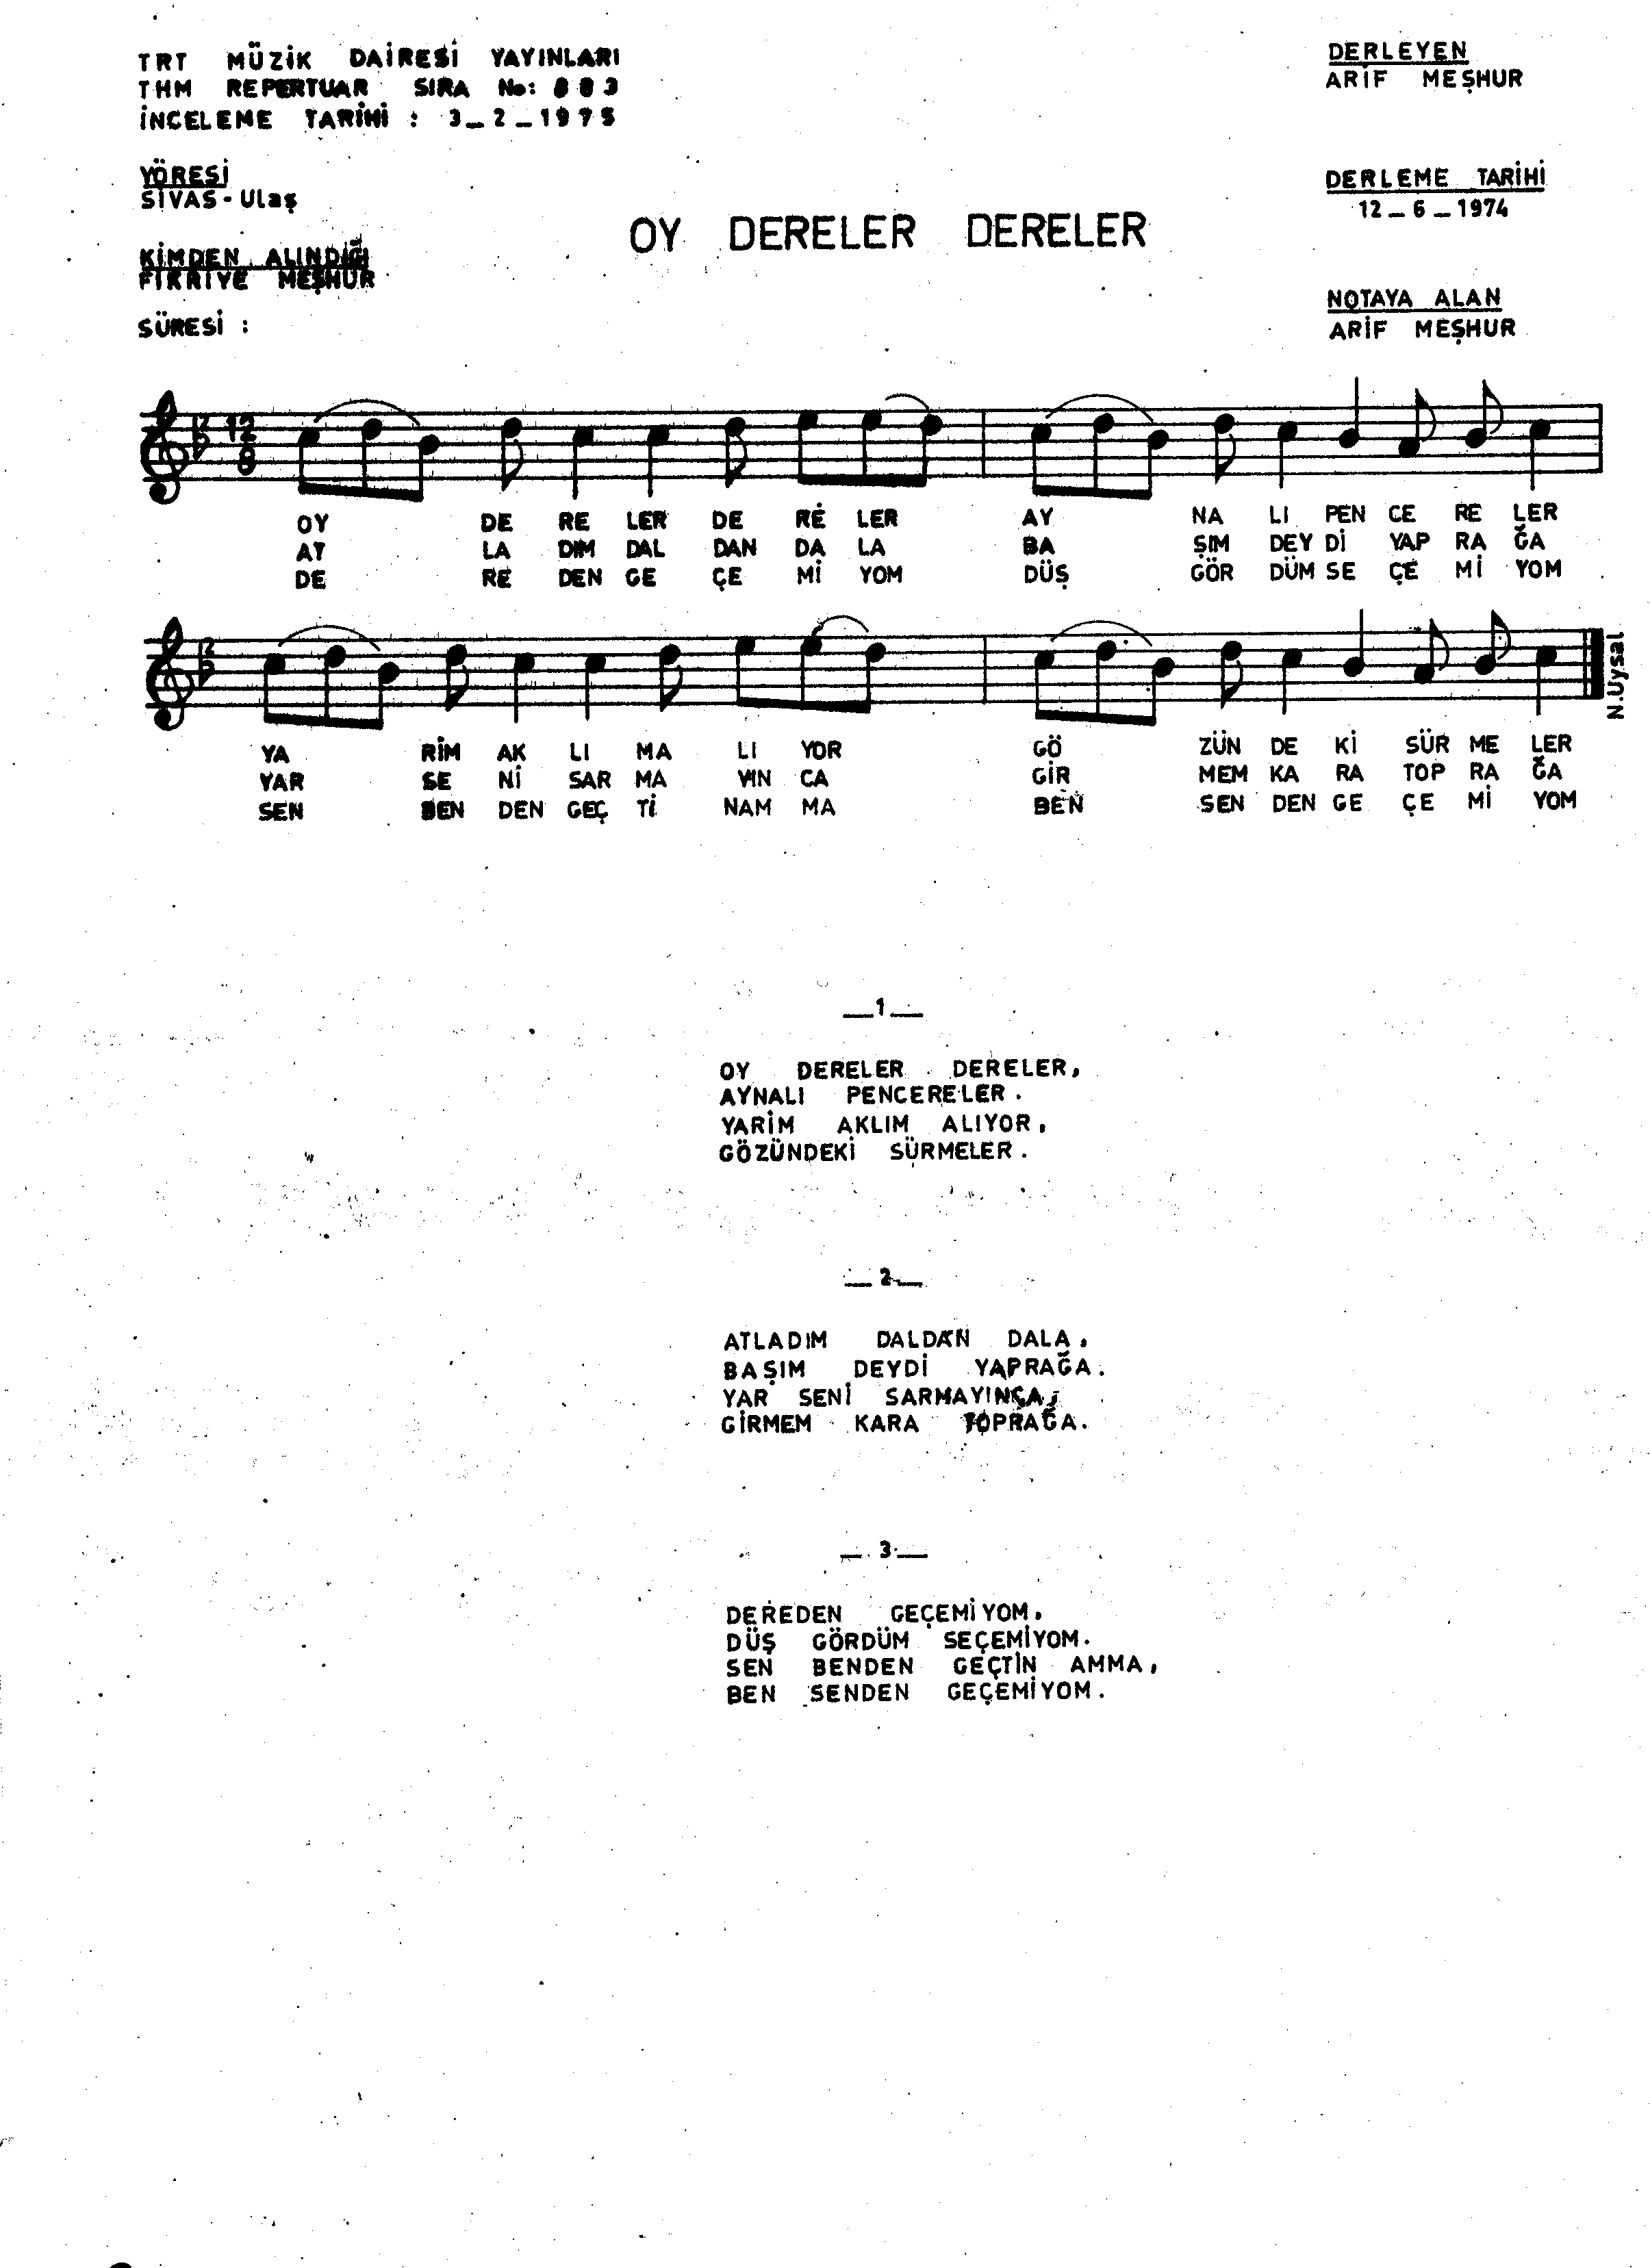 TRT MÜZİK DAİRESİ YAYINLARI
THM REPERTUAR SIRA No:
İNCELEME TARİHİ : 3_2_1975
YÖRESİ
SİVAS-Ulaş
KİMDEN ALINDIĞI
FİKRİYE MEŞHUR
SÜRESİ :
DERLEYEN
ARİF MEŞHUR
DERLEME TARİHİ
12_6_1974
OY DERELER DERELER
NOTAYA ALAN
ARİF MEŞHUR
12
8
OY DE RE LER DE RE LER AY NA LI PEN CE RE LER
AT LA DIM DAL DAN DA LA BA ŞIM DEY Dİ YAP RA ĞA
DE RE DEN GE ÇE Mİ YOM DÜŞ GÖR DÜM SE ÇE Mİ YOM
N.Uysal
YA RİM AK LI MA LI YOR GÖ ZÜN DE Kİ SÜR ME LER
YAR SE Nİ SAR MA YIN CA GİR MEM KA RA TOP RA ĞA
SEN BEN DEN GEÇ Tİ NAM MA BEN SEN DEN GE ÇE Mİ YOM
_1_
OY DERELER DERELER,
AYNALI PENCERELER.
YARİM AKLIM ALIYOR,
GÖZÜNDEKİ SÜRMELER.
_2_
ATLADIM DALDAN DALA,
BAŞIM DEYDİ YAPRAĞA.
YAR SENİ SARMAYINÇA,
GİRMEM KARA TOPRAĞA.
_3_
DEREDEN GEÇEMİYOM,
DÜŞ GÖRDÜM SEÇEMİYOM.
SEN BENDEN GEÇTİN AMMA,
BEN SENDEN GEÇEMİYOM.